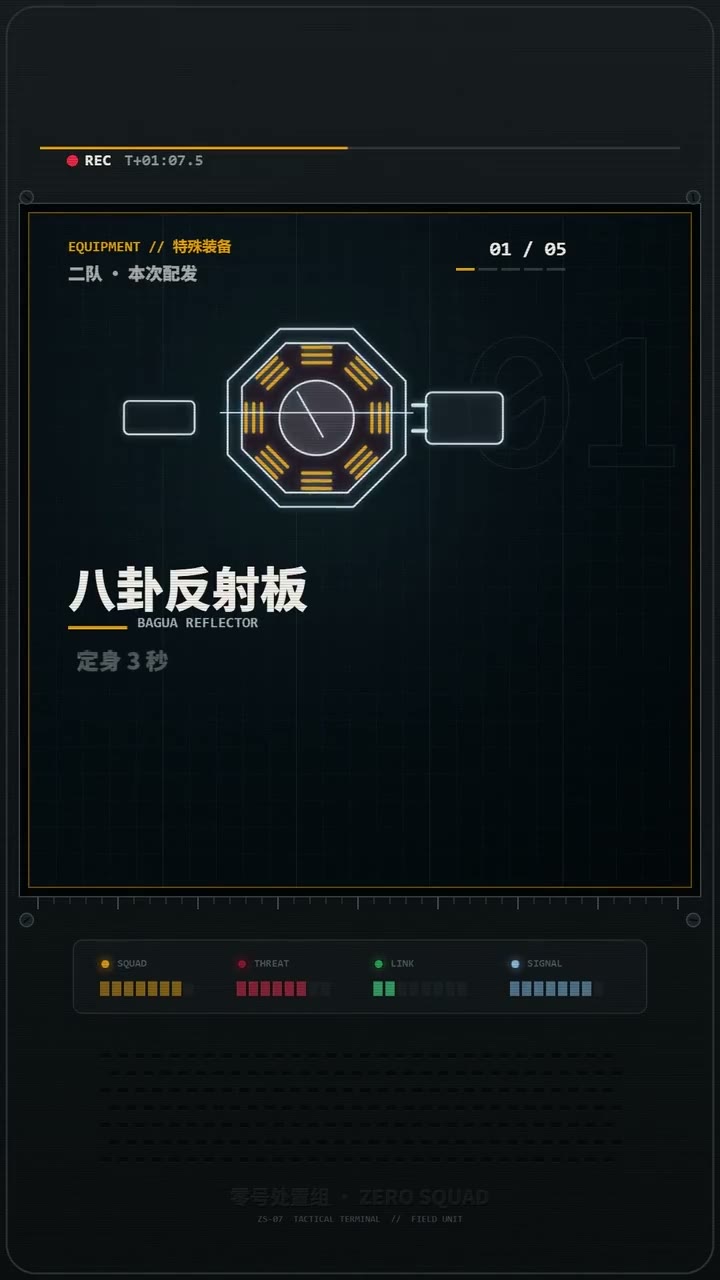 REC T+01:07.5
EQUIPMENT // 特殊装备
01 / 05
二队 · 本次配发
01
八卦反射板
BAGUA REFLECTOR
定身 3 秒
SQUAD THREAT LINK SIGNAL
零号处置组 · ZERO SQUAD
ZS-07 TACTICAL TERMINAL // FIELD UNIT